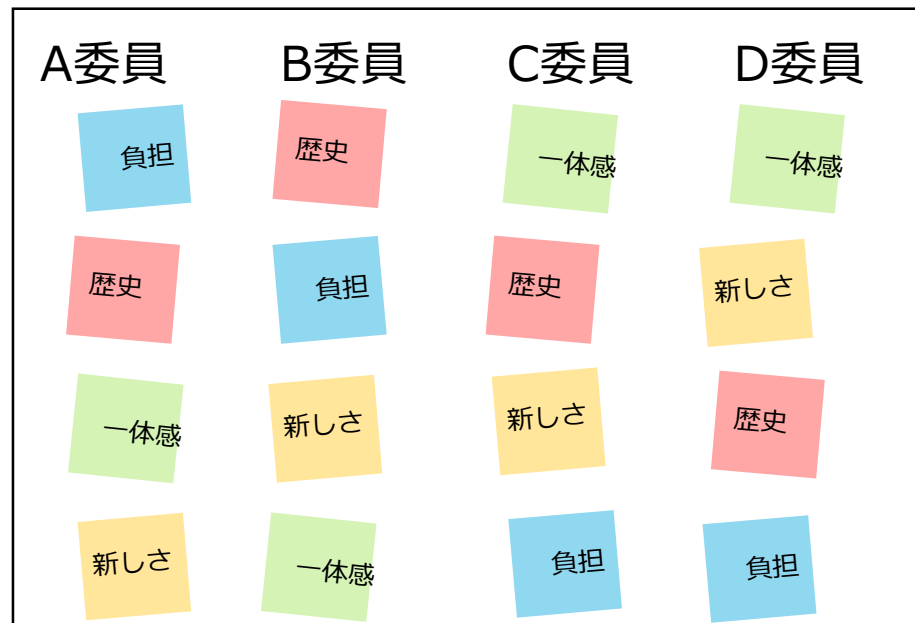 A委員 B委員 C委員 D委員
負担 歴史 一体感 一体感
歴史 負担 歴史 新しさ
一体感 新しさ 新しさ 歴史
新しさ 一体感 負担 負担